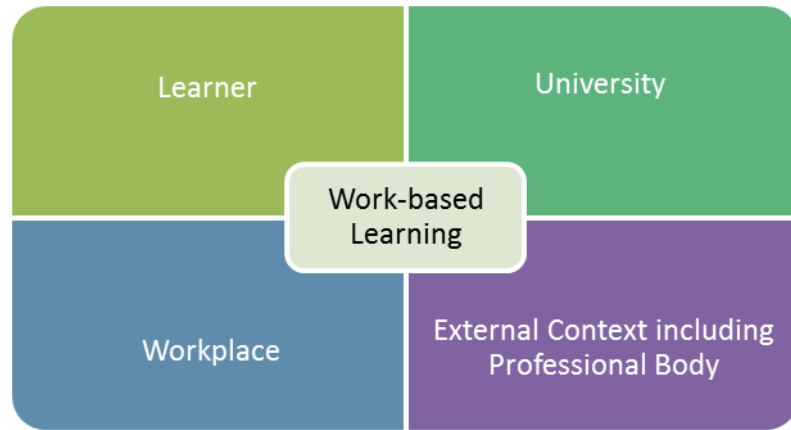 Learner
University
Work-based
Learning
Workplace
External Context including
Professional Body